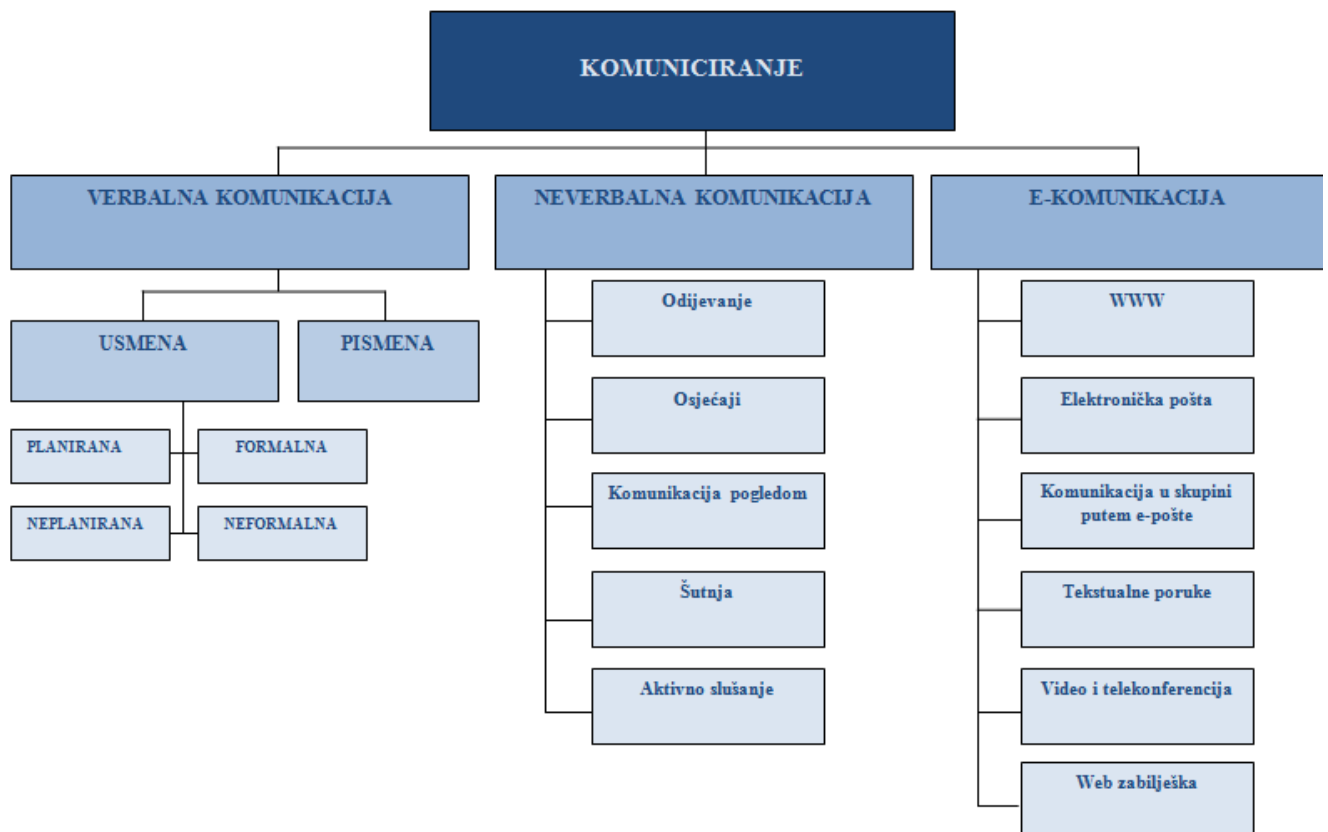 KOMUNICIRANJE
VERBALNA KOMUNIKACIJA
NEVERBALNA KOMUNIKACIJA
E-KOMUNIKACIJA
USMENA
PISMENA
PLANIRANA
FORMALNA
NEPLANIRANA
NEFORMALNA
Odijevanje
Osjećaji
Komunikacija pogledom
Šutnja
Aktivno slušanje
WWW
Elektronička pošta
Komunikacija u skupini
putem e-pošte
Tekstualne poruke
Video i telekonferencija
Web zabilješka